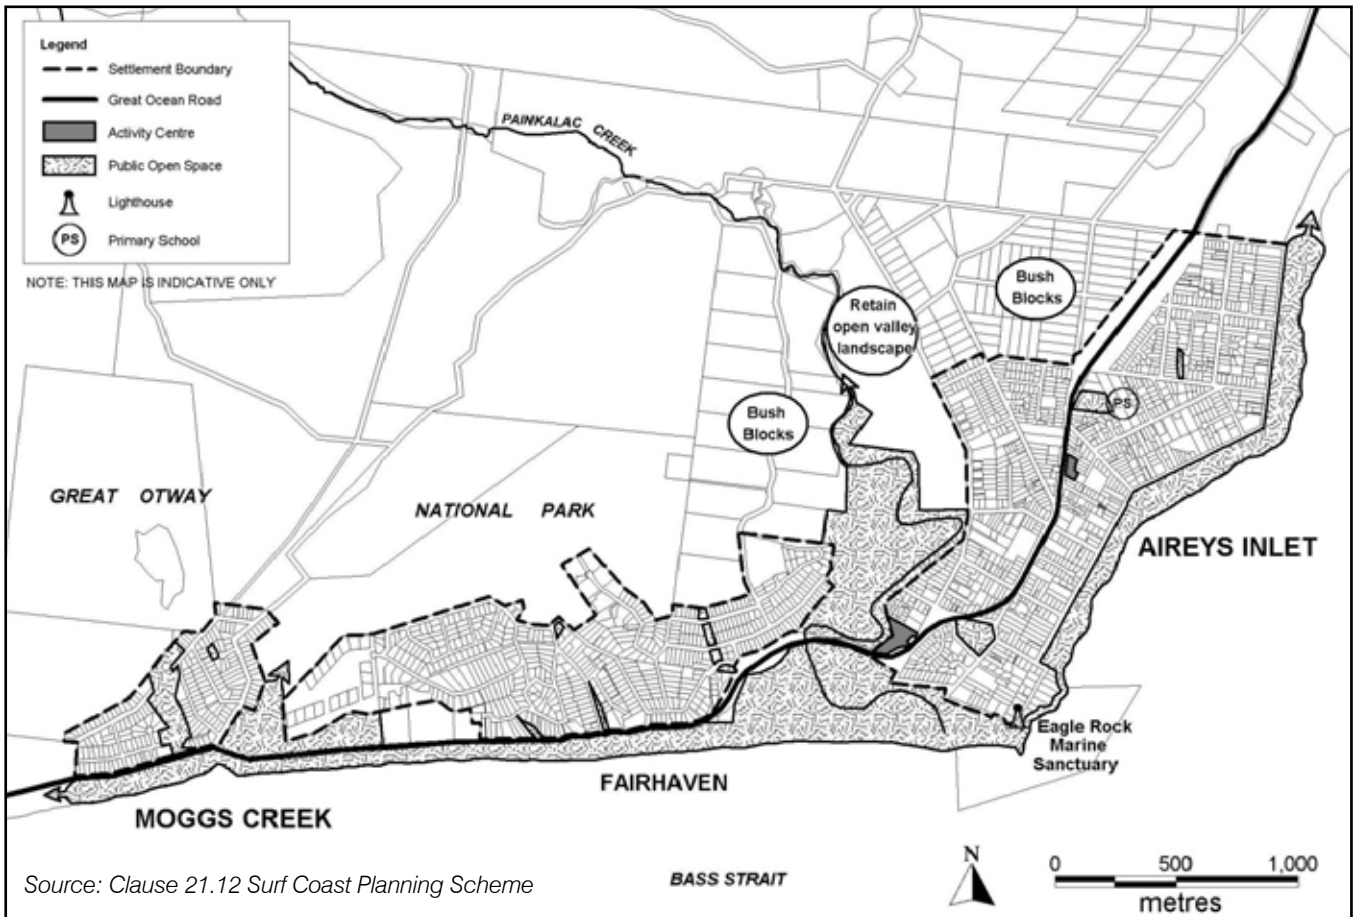 Legend
Settlement Boundary
Great Ocean Road
Activity Centre
Public Open Space
Lighthouse
PS
Primary School
NOTE: THIS MAP IS INDICATIVE ONLY
PAINKALAC CREEK
Bush
Blocks
Retain
open valley
landscape
Bush
Blocks
PS
GREAT OTWAY
NATIONAL PARK
AIREYS INLET
Eagle Rock
Marine
Sanctuary
FAIRHAVEN
MOGGS CREEK
Source: Clause 21.12 Surf Coast Planning Scheme
BASS STRAIT
N
0 500 1,000
metres